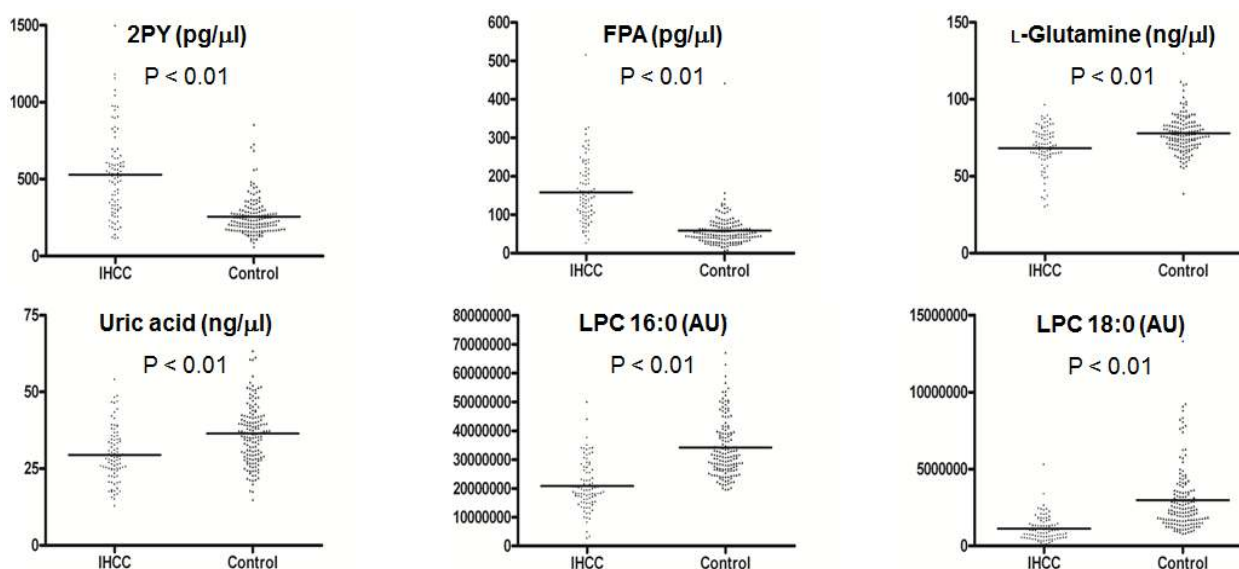 2PY (pg/µl)
P < 0.01
1500
1000
500
0
IHCC
Control
FPA (pg/µl)
P < 0.01
600
500
400
300
200
100
0
IHCC
Control
L-Glutamine (ng/µl)
P < 0.01
150
100
50
0
IHCC
Control
Uric acid (ng/µl)
P < 0.01
75
50
25
0
IHCC
Control
LPC 16:0 (AU)
P < 0.01
80000000
70000000
60000000
50000000
40000000
30000000
20000000
10000000
0
IHCC
Control
LPC 18:0 (AU)
P < 0.01
15000000
10000000
5000000
0
IHCC
Control